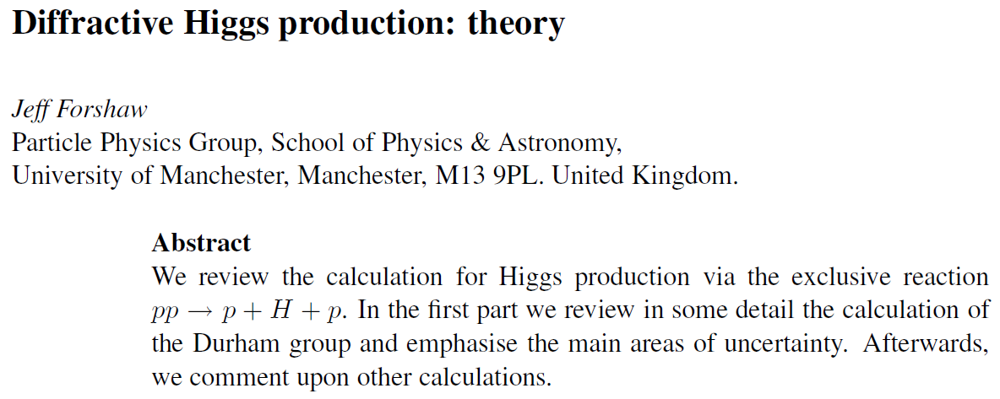 Diffractive Higgs production: theory
Jeff Forshaw
Particle Physics Group, School of Physics & Astronomy,
University of Manchester, Manchester, M13 9PL. United Kingdom.
Abstract
We review the calculation for Higgs production via the exclusive reaction
pp → p + H + p. In the first part we review in some detail the calculation of
the Durham group and emphasise the main areas of uncertainty. Afterwards,
we comment upon other calculations.